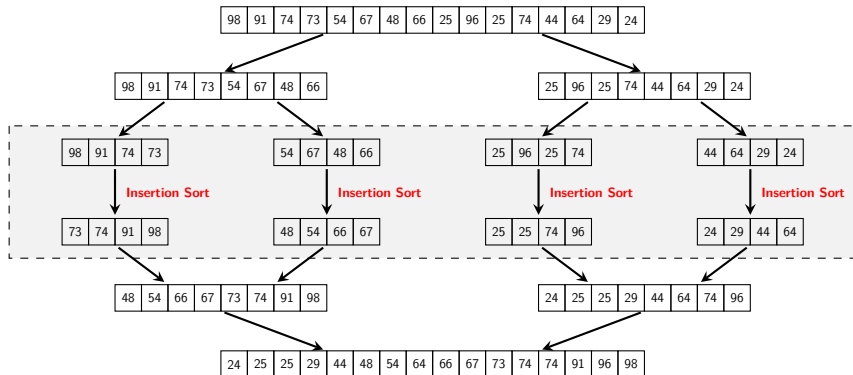 98 91 74 73 54 67 48 66 25 96 25 74 44 64 29 24
98 91 74 73 54 67 48 66 25 96 25 74 44 64 29 24
98 91 74 73 54 67 48 66 25 96 25 74 44 64 29 24
Insertion Sort Insertion Sort Insertion Sort Insertion Sort
73 74 91 98 48 54 66 67 25 25 74 96 24 29 44 64
48 54 66 67 73 74 91 98 24 25 25 29 44 64 74 96
24 25 25 29 44 48 54 64 66 67 73 74 74 91 96 98